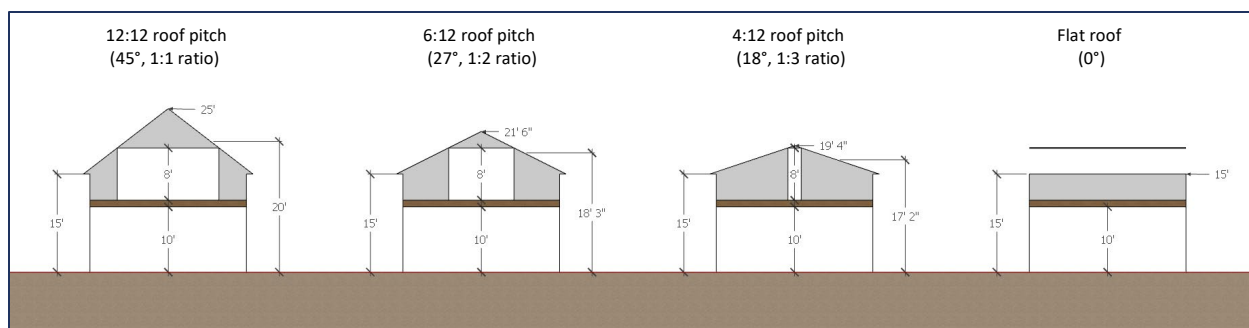 12:12 roof pitch
(45°, 1:1 ratio)
6:12 roof pitch
(27°, 1:2 ratio)
4:12 roof pitch
(18°, 1:3 ratio)
Flat roof
(0°)
25'
8'
15'
20'
10'
21' 6"
8'
15'
18' 3"
10'
19' 4"
8'
15'
17' 2"
10'
15'
15'
10'